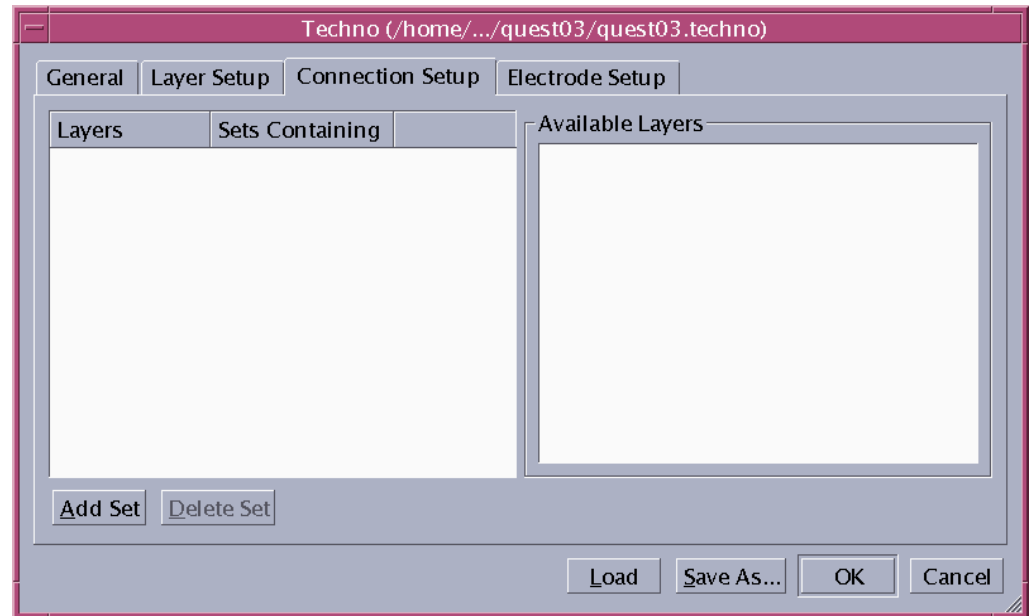 Techno (/home/.../quest03/quest03.techno)
General Layer Setup Connection Setup Electrode Setup
Layers Sets Containing
Available Layers
Add Set Delete Set
Load Save As... OK Cancel